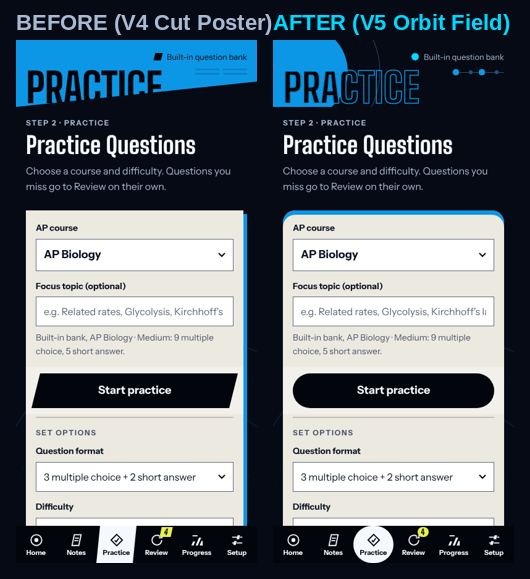 BEFORE (V4 Cut Poster)
Built-in question bank
PRACTICE
STEP 2 · PRACTICE
Practice Questions
Choose a course and difficulty. Questions you
miss go to Review on their own.
AP course
AP Biology
Focus topic (optional)
e.g. Related rates, Glycolysis, Kirchhoff's
Built-in bank, AP Biology · Medium: 9 multiple
choice, 5 short answer.
Start practice
SET OPTIONS
Question format
3 multiple choice + 2 short answer
Difficulty
4
Home Notes Practice Review Progress Setup
AFTER (V5 Orbit Field)
Built-in question bank
PRACTICE
STEP 2 · PRACTICE
Practice Questions
Choose a course and difficulty. Questions you
miss go to Review on their own.
AP course
AP Biology
Focus topic (optional)
e.g. Related rates, Glycolysis, Kirchhoff's la
Built-in bank, AP Biology · Medium: 9 multiple
choice, 5 short answer.
Start practice
SET OPTIONS
Question format
3 multiple choice + 2 short answer
Difficulty
4
Home Notes Practice Review Progress Setup